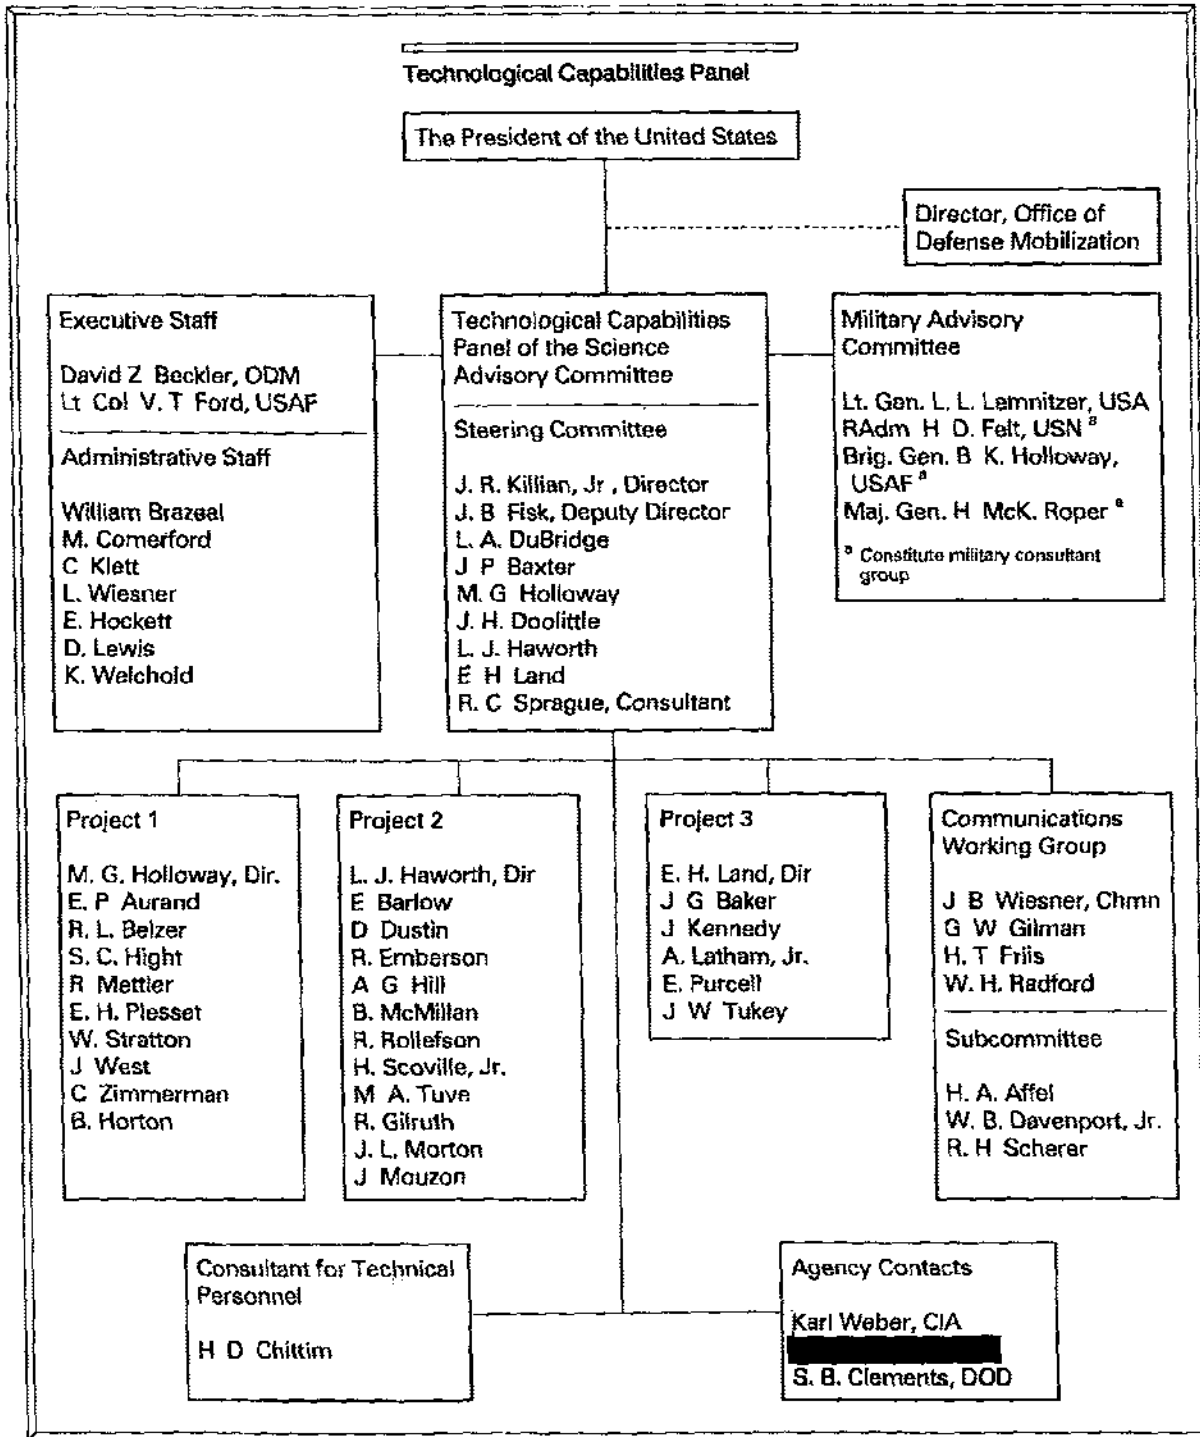 Technological Capabilities Panel
The President of the United States
Director, Office of
Defense Mobilization
Executive Staff
David Z Beckler, ODM
Lt Col V. T Ford, USAF
Administrative Staff
William Brazeal
M. Comerford
C Klett
L. Wiesner
E. Hockett
D. Lewis
K. Welchold
Technological Capabilities
Panel of the Science
Advisory Committee
Steering Committee
J. R. Killian, Jr , Director
J. B Fisk, Deputy Director
L. A. DuBridge
J P Baxter
M. G Holloway
J. H. Doolittle
L. J. Haworth
E H Land
R. C Sprague, Consultant
Military Advisory
Committee
Lt. Gen. L. L. Lemnitzer, USA
RAdm H D. Felt, USN a
Brig. Gen. B K. Holloway,
USAF a
Maj. Gen. H McK. Roper a
a Constitute military consultant
group
Project 1
M. G. Holloway, Dir.
E. P Aurand
R. L. Belzer
S. C. Hight
R Mettler
E. H. Plesset
W. Stratton
J West
C Zimmerman
B. Horton
Project 2
L. J. Haworth, Dir
E Barlow
D Dustin
R. Emberson
A G Hill
B. McMillan
R. Rollefson
H. Scoville, Jr.
M A. Tuve
R. Gilruth
J. L. Morton
J Mouzon
Project 3
E. H. Land, Dir
J G Baker
J Kennedy
A. Latham, Jr.
E. Purcell
J W Tukey
Communications
Working Group
J B Wiesner, Chmn
G W Gilman
H. T Friis
W. H. Radford
Subcommittee
H. A. Affel
W. B. Davenport, Jr.
R. H Scherer
Consultant for Technical
Personnel
H D Chittim
Agency Contacts
Karl Weber, CIA
S. B. Clements, DOD